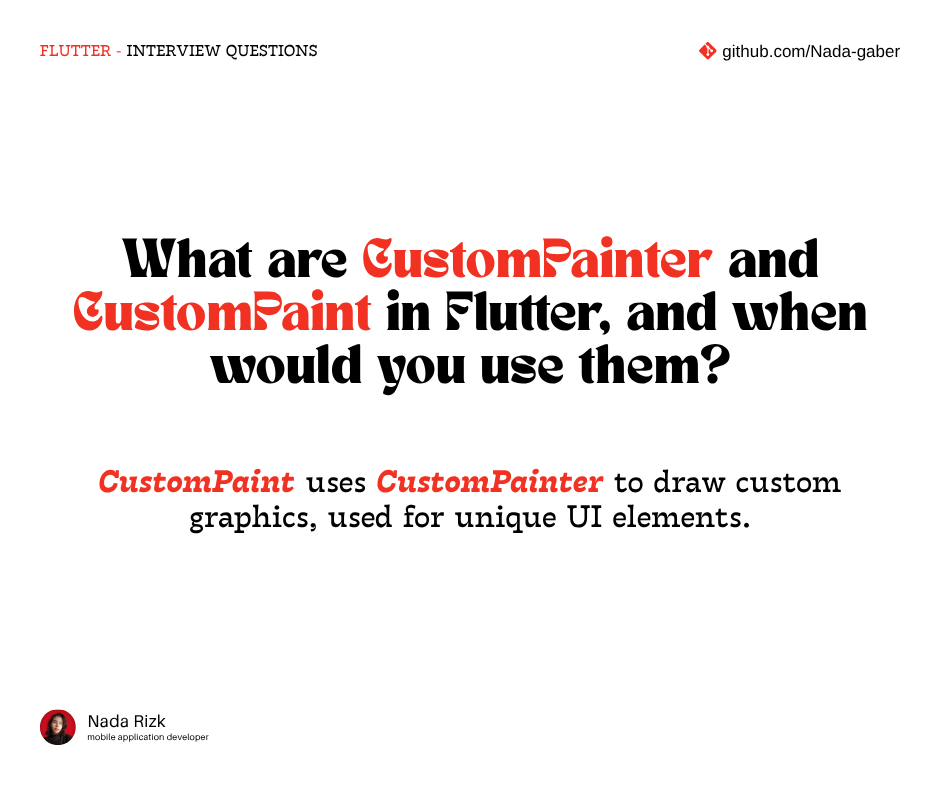 FLUTTER - INTERVIEW QUESTIONS
github.com/Nada-gaber
What are CustomPainter and
CustomPaint in Flutter, and when
would you use them?
CustomPaint uses CustomPainter to draw custom
graphics, used for unique UI elements.
Nada Rizk
mobile application developer